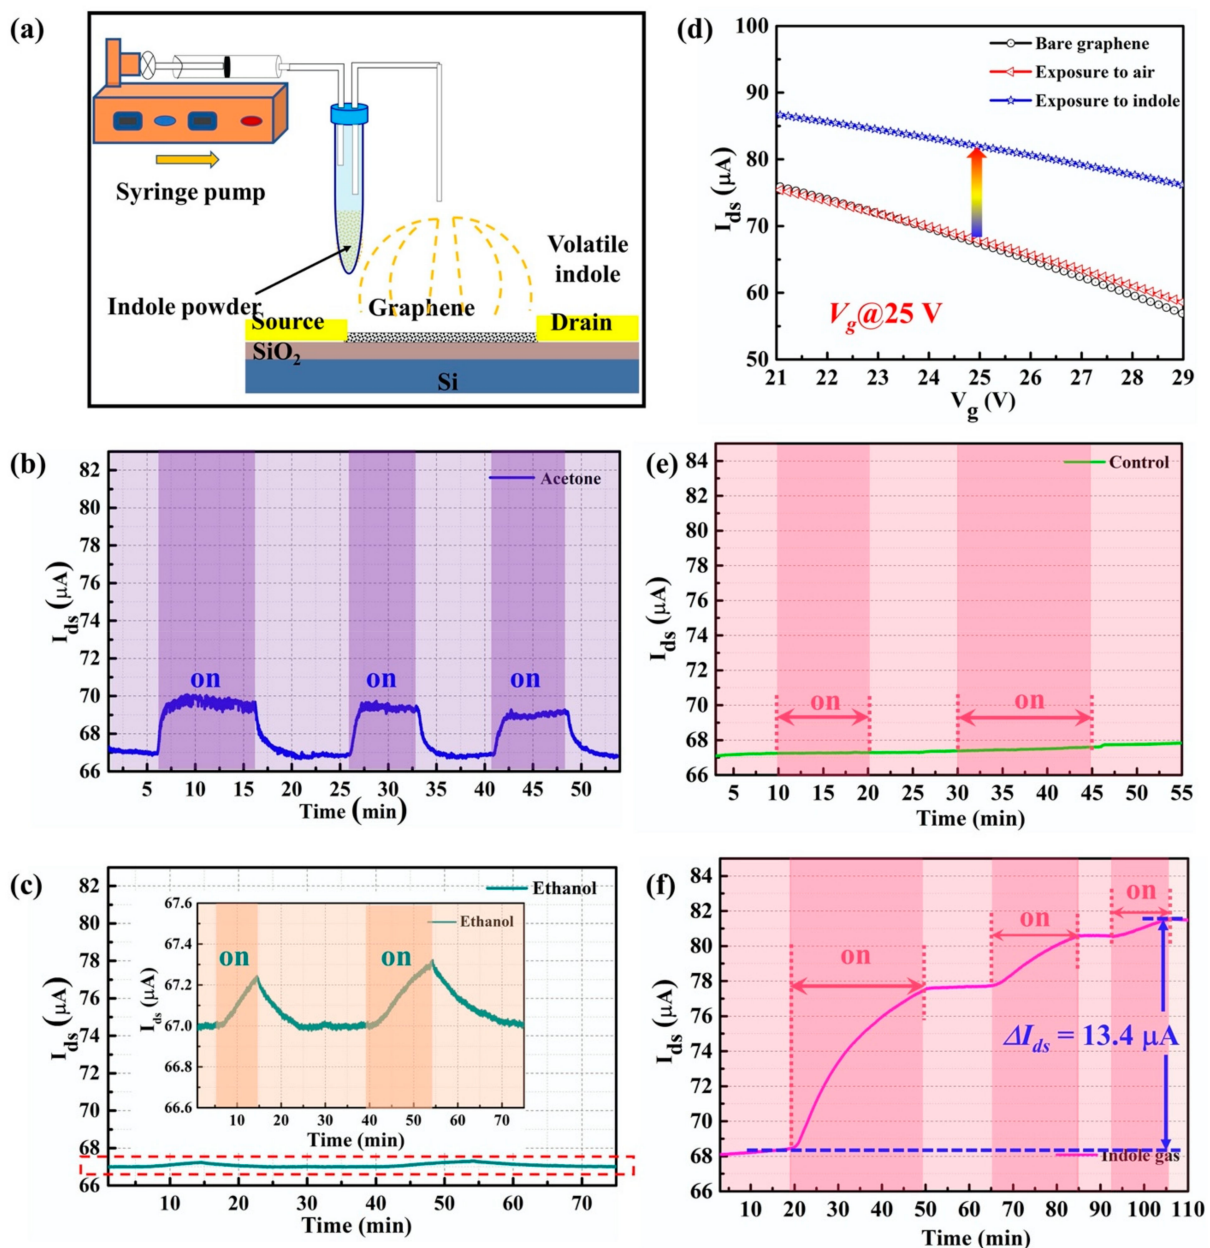 (a)
Syringe pump
Indole powder
Volatile
indole
Graphene
Source
Drain
SiO2
Si
(d)
Bare graphene
Exposure to air
Exposure to indole
Ids (μA)
100
90
80
70
60
50
Vg@25 V
21 22 23 24 25 26 27 28 29
Vg (V)
(b)
Acetone
Ids (μA)
82
80
78
76
74
72
70
68
66
on on on
5 10 15 20 25 30 35 40 45 50
Time (min)
(e)
Control
Ids (μA)
84
82
80
78
76
74
72
70
68
66
on on
5 10 15 20 25 30 35 40 45 50 55
Time (min)
(c)
Ethanol
Ids (μA)
82
80
78
76
74
72
70
68
66
10 20 30 40 50 60 70
Time (min)
Ethanol
Ids (μA)
67.6
67.4
67.2
67.0
66.8
66.6
on on
10 20 30 40 50 60 70
Time (min)
(f)
Ids (μA)
84
82
80
78
76
74
72
70
68
66
on on on
ΔIds = 13.4 μA
Indole gas
10 20 30 40 50 60 70 80 90 100 110
Time (min)